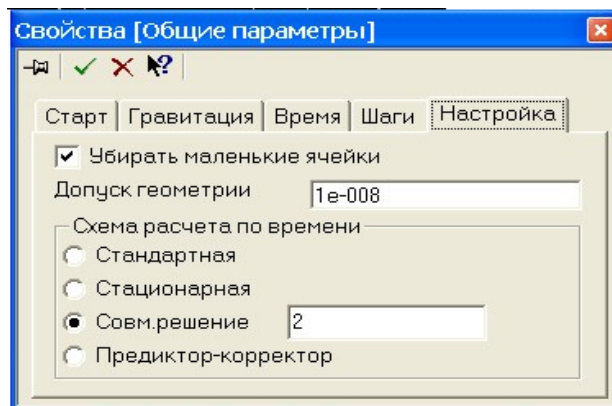 Свойства [Общие параметры]
Старт Гравитация Время Шаги Настройка
Убирать маленькие ячейки
Допуск геометрии 1e-008
Схема расчета по времени
Стандартная
Стационарная
Совм.решение 2
Предиктор-корректор